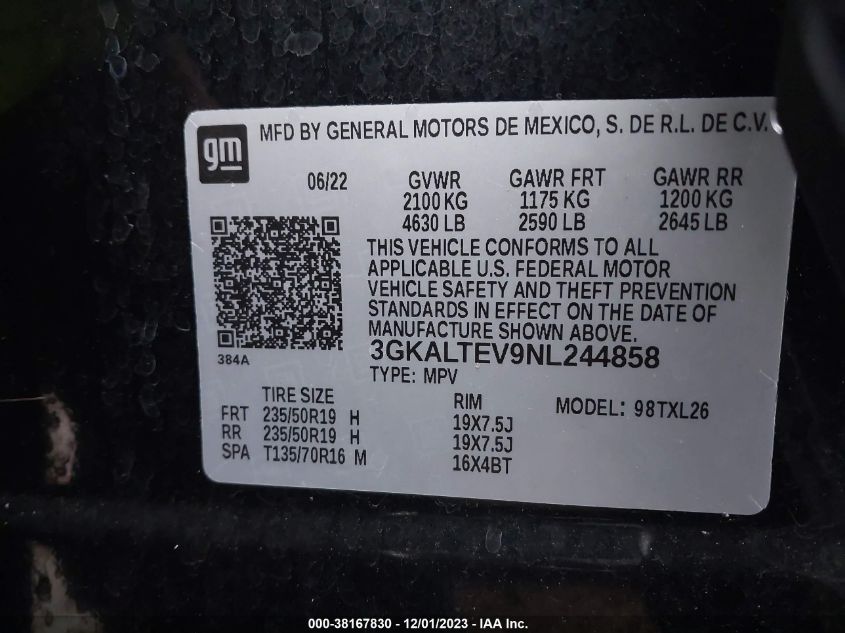 gm MFD BY GENERAL MOTORS DE MEXICO, S. DE R.L. DE C.V.
06/22 GVWR GAWR FRT GAWR RR
2100 KG 1175 KG 1200 KG
4630 LB 2590 LB 2645 LB
THIS VEHICLE CONFORMS TO ALL
APPLICABLE U.S. FEDERAL MOTOR
VEHICLE SAFETY AND THEFT PREVENTION
STANDARDS IN EFFECT ON THE DATE OF
MANUFACTURE SHOWN ABOVE.
384A
3GKALTEV9NL244858
TYPE: MPV
TIRE SIZE RIM MODEL: 98TXL26
FRT 235/50R19 H 19X7.5J
RR 235/50R19 H 19X7.5J
SPA T135/70R16 M 16X4BT
000-38167830 - 12/01/2023 - IAAI Inc.